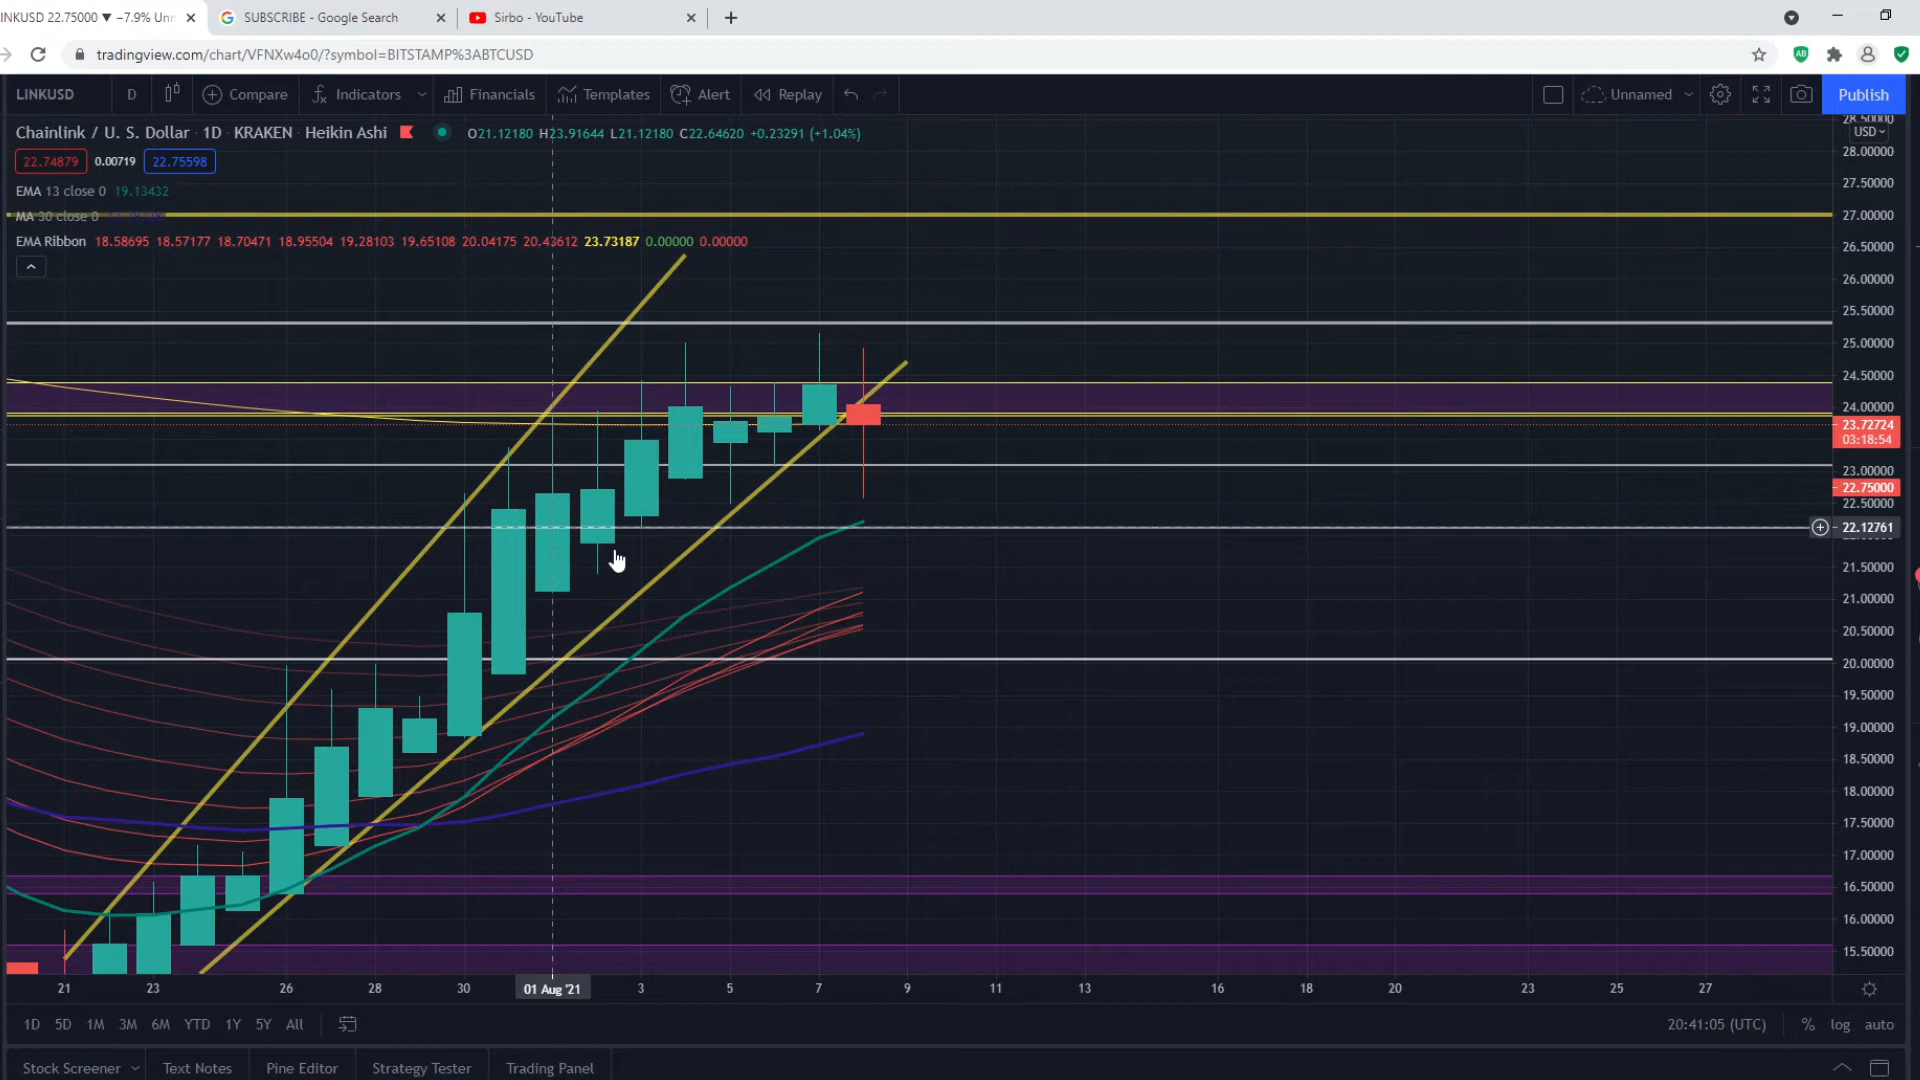 LINKUSD 22.75000 ▼ −7.9% Unn
SUBSCRIBE - Google Search
Sirbo - YouTube
tradingview.com/chart/VFNXw4o0/?symbol=BITSTAMP%3ABTCUSD
LINKUSD D Compare Indicators Financials Templates Alert Replay Unnamed Publish
Chainlink / U. S. Dollar · 1D · KRAKEN · Heikin Ashi O21.12180 H23.91644 L21.12180 C22.64620 +0.23291 (+1.04%)
22.74879 0.00719 22.75598
EMA 13 close 0 19.13432
MA 30 close 0
EMA Ribbon 18.58695 18.57177 18.70471 18.95504 19.28103 19.65108 20.04175 20.43612 23.73187 0.00000 0.00000
28.50000
USD
28.00000
27.50000
27.00000
26.50000
26.00000
25.50000
25.00000
24.50000
24.00000
23.72724
03:18:54
23.00000
22.75000
22.50000
22.12761
21.50000
21.00000
20.50000
20.00000
19.50000
19.00000
18.50000
18.00000
17.50000
17.00000
16.50000
16.00000
15.50000
21 23 26 28 30 01 Aug '21 3 5 7 9 11 13 16 18 20 23 25 27
1D 5D 1M 3M 6M YTD 1Y 5Y All 20:41:05 (UTC) % log auto
Stock Screener Text Notes Pine Editor Strategy Tester Trading Panel